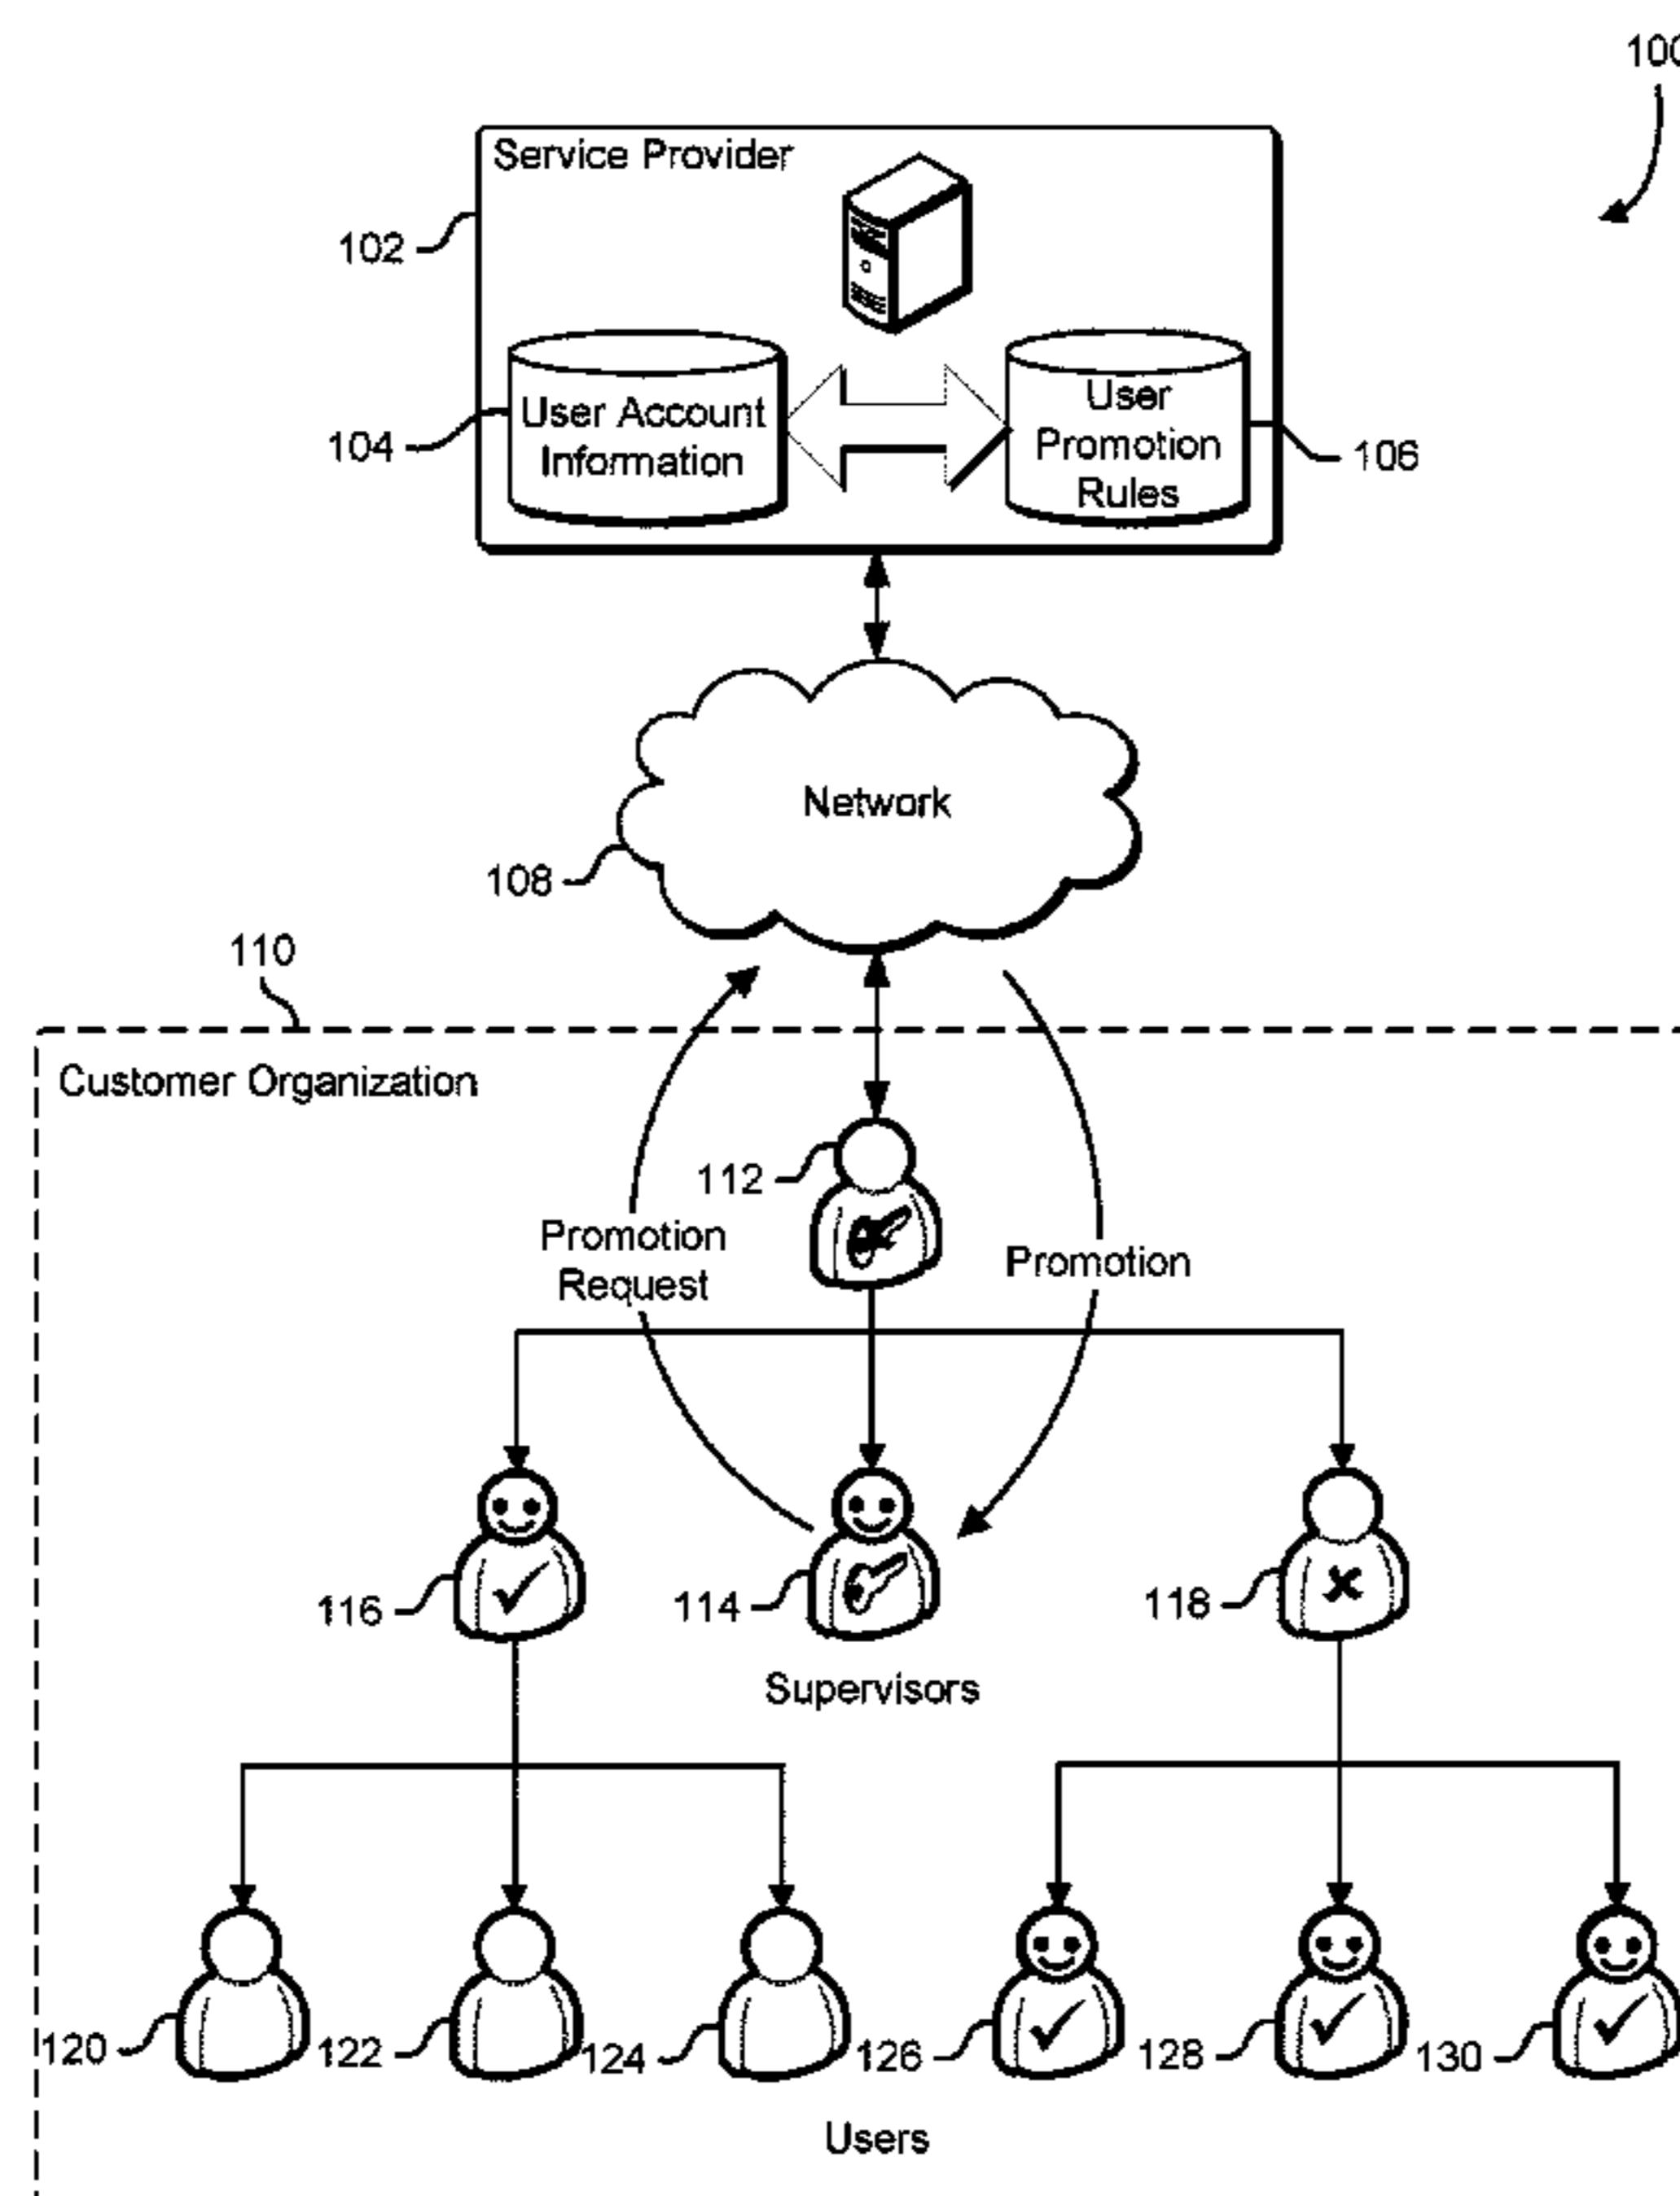 100
Service Provider
102
User Account
Information
104
User
Promotion
Rules
106
Network
108
110
Customer Organization
112
Promotion
Request
Promotion
116
114
118
Supervisors
120
122
124
126
128
130
Users